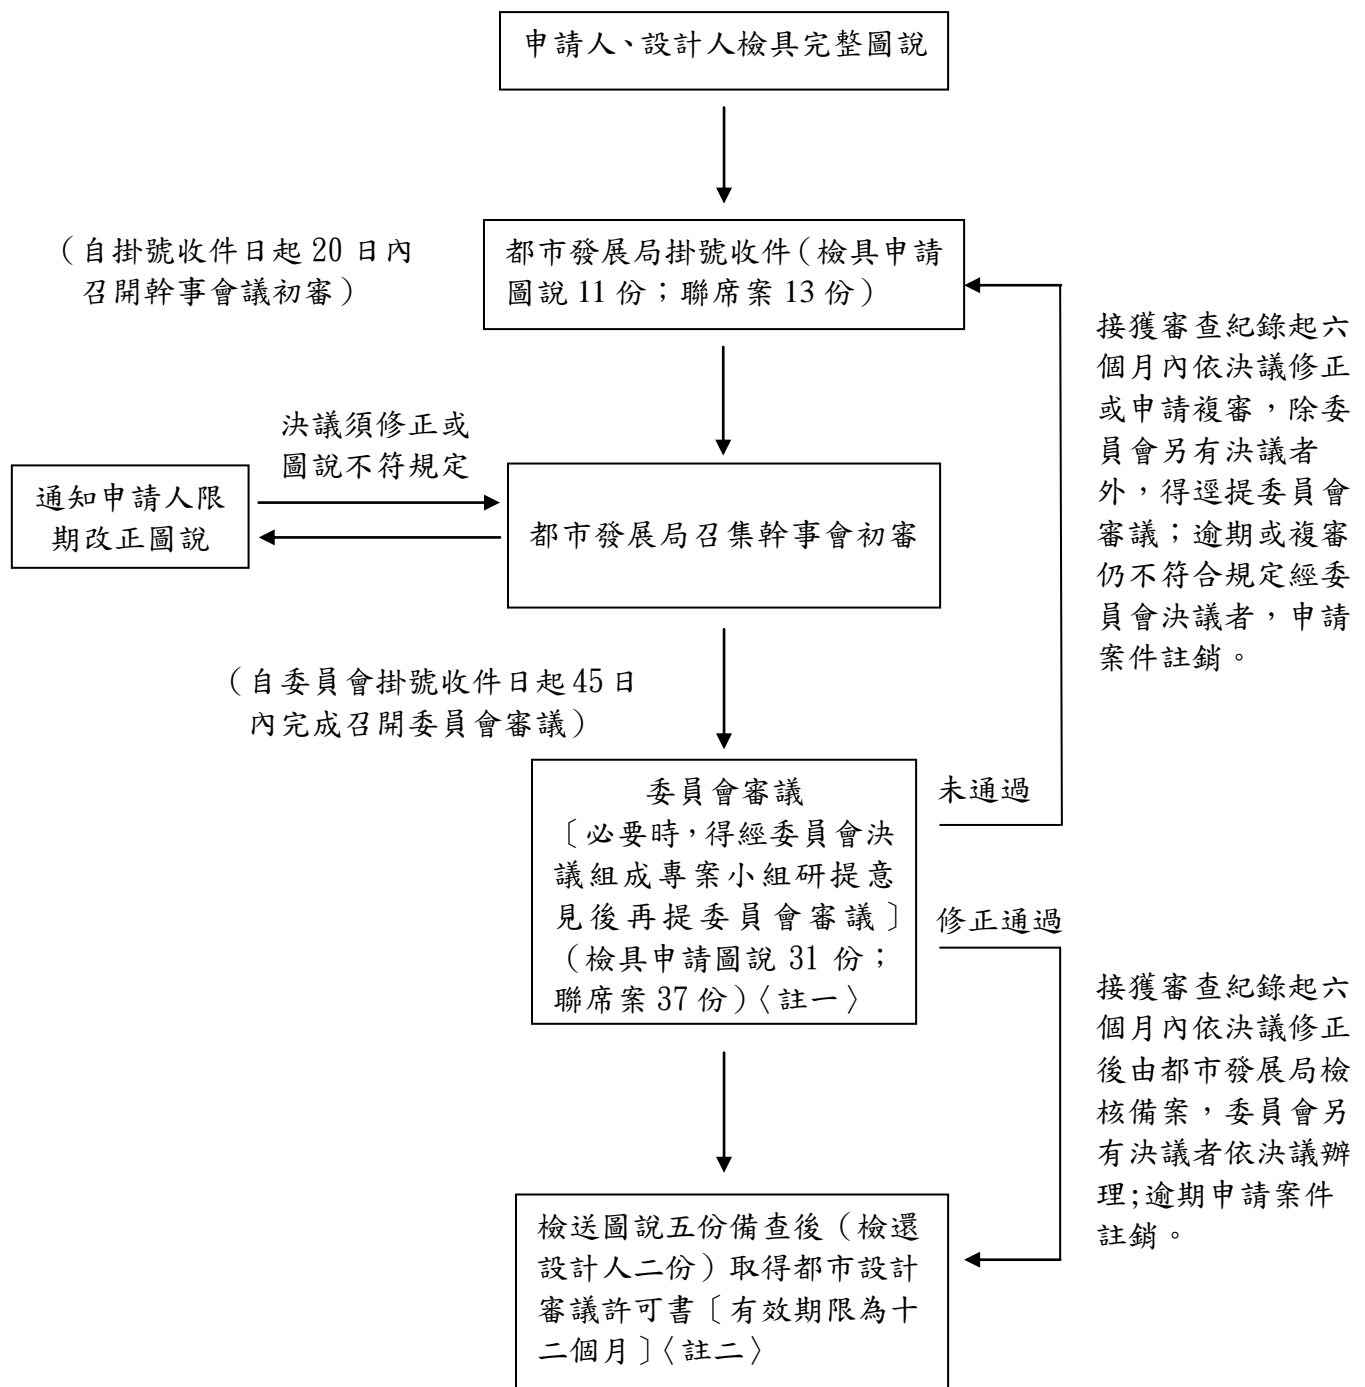 申請人、設計人檢具完整圖說
（自掛號收件日起 20 日內
召開幹事會議初審）
都市發展局掛號收件（檢具申請
圖說 11 份；聯席案 13 份）
接獲審查紀錄起六
個月內依決議修正
或申請複審，除委
員會另有決議者
外，得逕提委員會
審議；逾期或複審
仍不符合規定經委
員會決議者，申請
案件註銷。
決議須修正或
圖說不符規定
通知申請人限
期改正圖說
都市發展局召集幹事會初審
（自委員會掛號收件日起 45 日
內完成召開委員會審議）
委員會審議
〔必要時，得經委員會決
議組成專案小組研提意
見後再提委員會審議〕
（檢具申請圖說 31 份；
聯席案 37 份）〈註一〉
未通過
修正通過
接獲審查紀錄起六
個月內依決議修正
後由都市發展局檢
核備案，委員會另
有決議者依決議辦
理;逾期申請案件
註銷。
檢送圖說五份備查後（檢還
設計人二份）取得都市設計
審議許可書〔有效期限為十
二個月〕〈註二〉